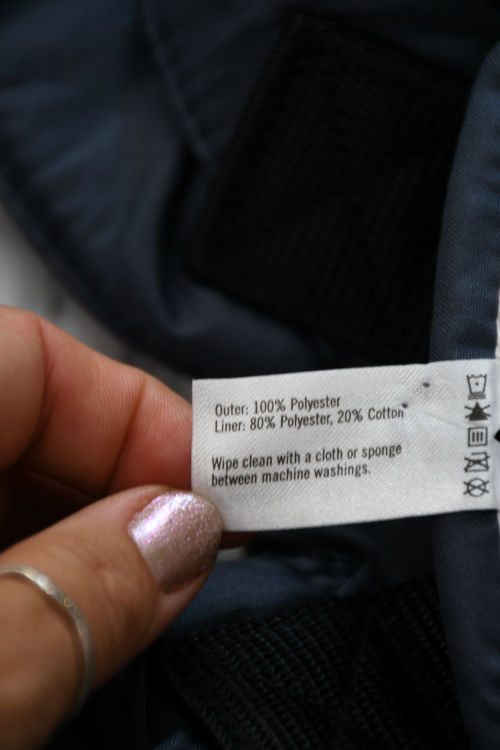 Outer: 100% Polyester
Liner: 80% Polyester, 20% Cotton
Wipe clean with a cloth or sponge
between machine washings.